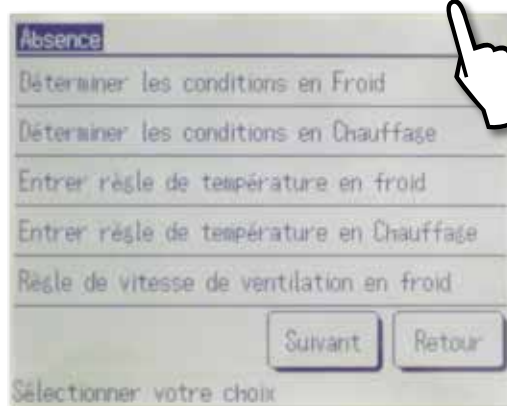 Absence
Déterminer les conditions en Froid
Déterminer les conditions en Chauffage
Entrer règle de température en froid
Entrer règle de température en Chauffage
Règle de vitesse de ventilation en froid
Suivant Retour
Sélectionner votre choix